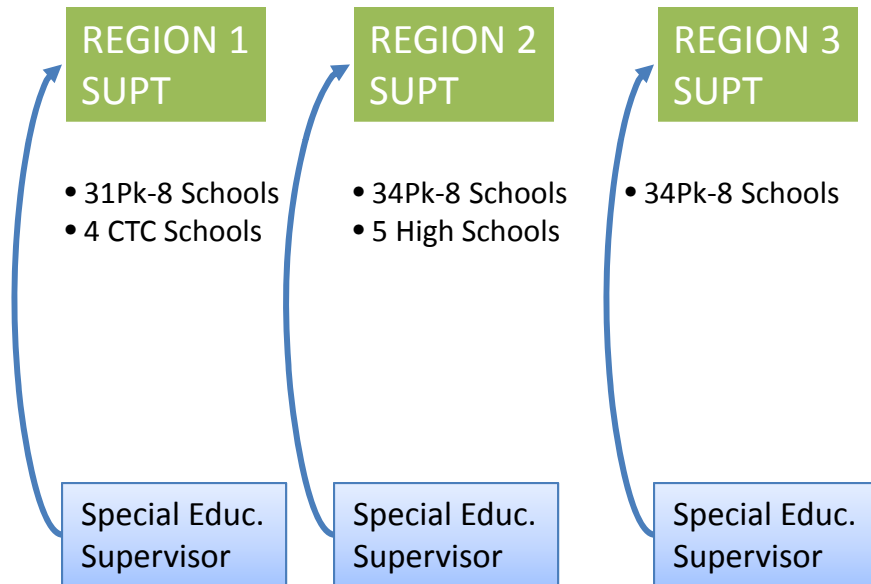 REGION 1
SUPT
• 31Pk-8 Schools
• 4 CTC Schools
Special Educ.
Supervisor
REGION 2
SUPT
• 34Pk-8 Schools
• 5 High Schools
Special Educ.
Supervisor
REGION 3
SUPT
• 34Pk-8 Schools
Special Educ.
Supervisor